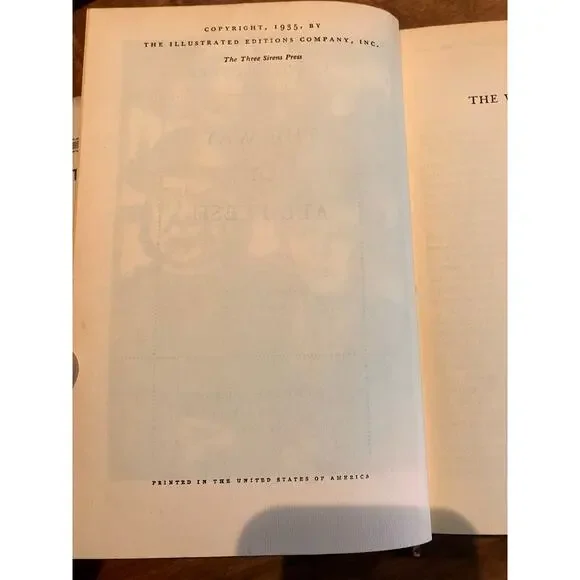 COPYRIGHT, 1935, BY
THE ILLUSTRATED EDITIONS COMPANY, INC.
The Three Sirens Press
PRINTED IN THE UNITED STATES OF AMERICA
THE